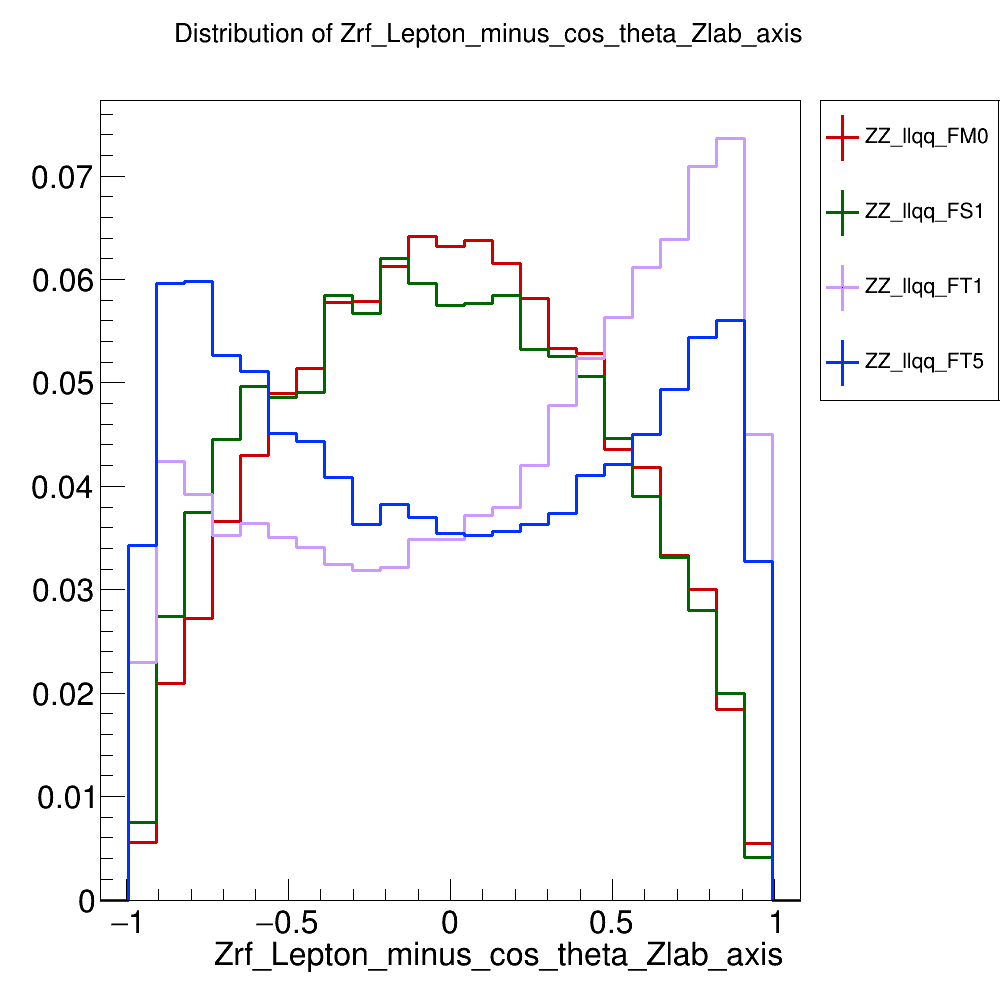 Distribution of Zrf_Lepton_minus_cos_theta_Zlab_axis
ZZ_llqq_FM0
ZZ_llqq_FS1
ZZ_llqq_FT1
ZZ_llqq_FT5
0.07
0.06
0.05
0.04
0.03
0.02
0.01
0
−1 −0.5 0 0.5 1
Zrf_Lepton_minus_cos_theta_Zlab_axis